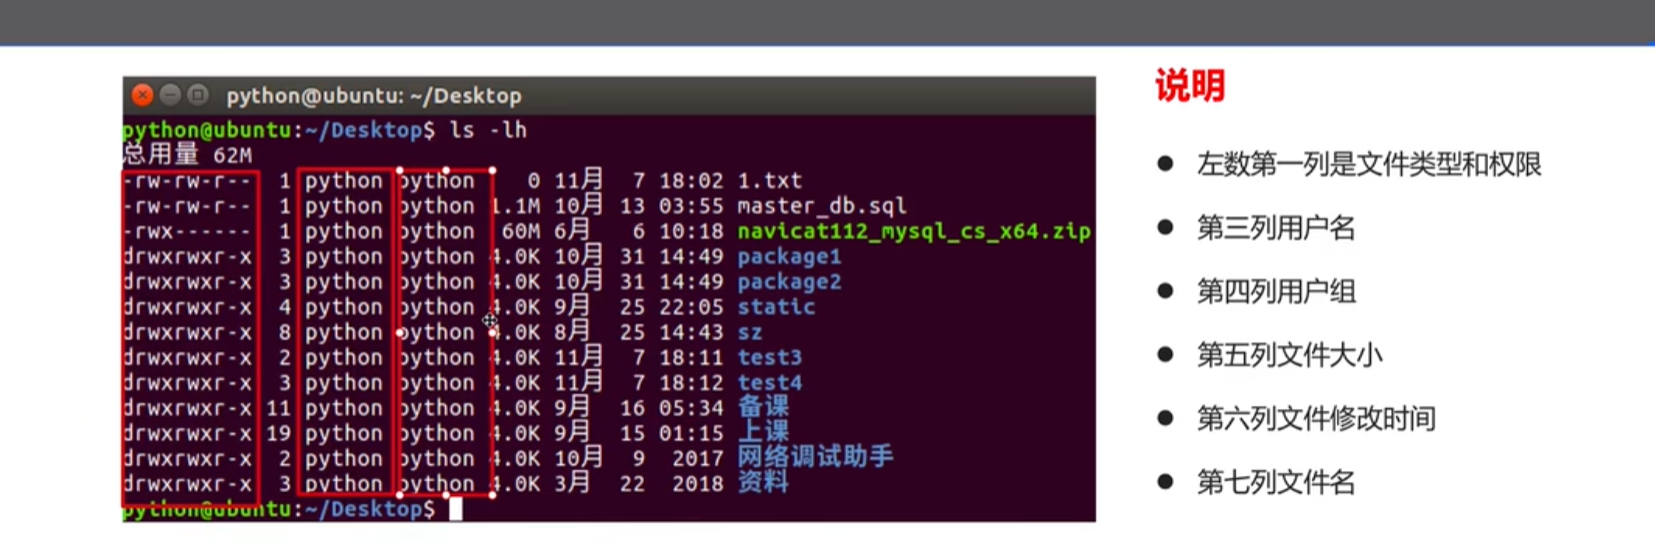 python@ubuntu: ~/Desktop
python@ubuntu:~/Desktop$ ls -lh
总用量 62M
-rw-rw-r-- 1 python python 0 11月 7 18:02 1.txt
-rw-rw-r-- 1 python python 1.1M 10月 13 03:55 master_db.sql
-rwx------ 1 python python 60M 6月 6 10:18 navicat112_mysql_cs_x64.zip
drwxrwxr-x 3 python python 4.0K 10月 31 14:49 package1
drwxrwxr-x 3 python python 4.0K 10月 31 14:49 package2
drwxrwxr-x 4 python python 4.0K 9月 25 22:05 static
drwxrwxr-x 8 python python 4.0K 8月 25 14:43 sz
drwxrwxr-x 2 python python 4.0K 11月 7 18:11 test3
drwxrwxr-x 3 python python 4.0K 11月 7 18:12 test4
drwxrwxr-x 11 python python 4.0K 9月 16 05:34 备课
drwxrwxr-x 19 python python 4.0K 9月 15 01:15 上课
drwxrwxr-x 2 python python 4.0K 10月 9 2017 网络调试助手
drwxrwxr-x 3 python python 4.0K 3月 22 2018 资料
python@ubuntu:~/Desktop$
说明
左数第一列是文件类型和权限
第三列用户名
第四列用户组
第五列文件大小
第六列文件修改时间
第七列文件名